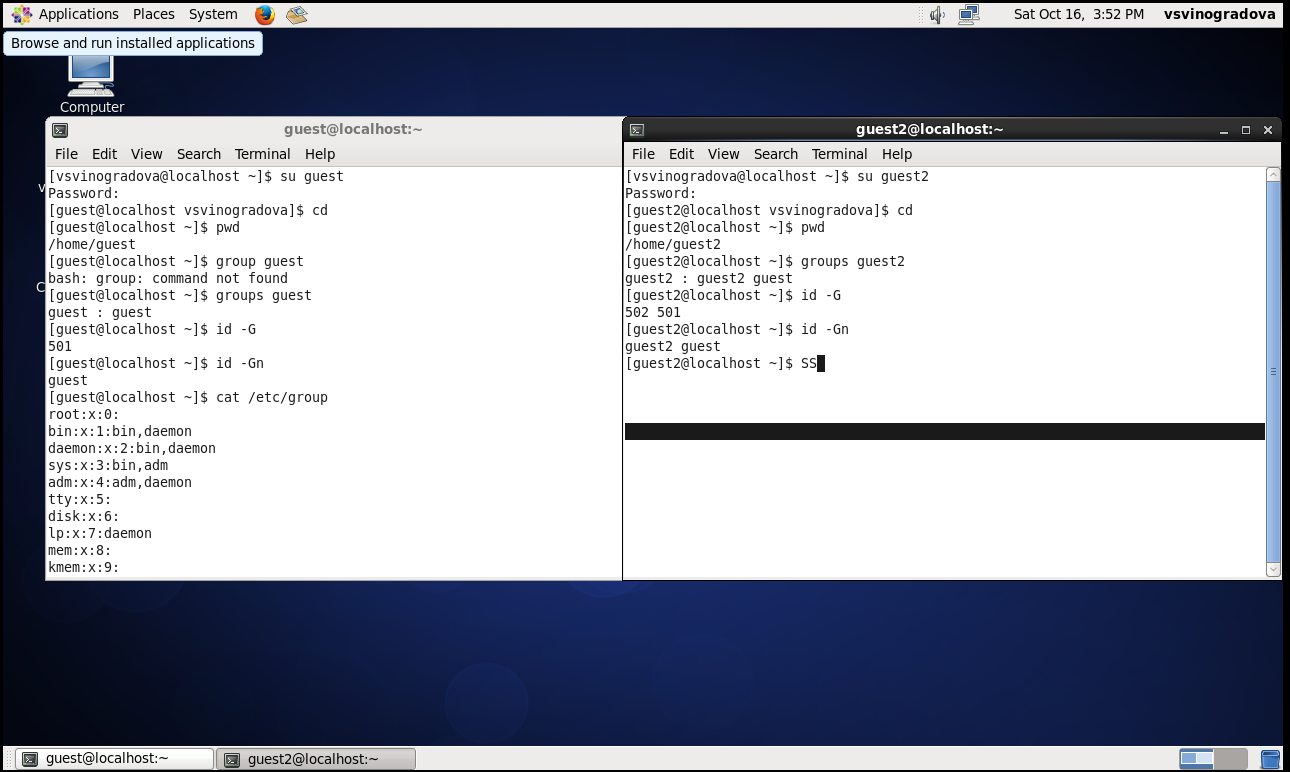 Applications Places System Sat Oct 16, 3:52 PM vsvinogradova
Browse and run installed applications
Computer
guest@localhost:~
File Edit View Search Terminal Help
[vsvinogradova@localhost ~]$ su guest
Password:
[guest@localhost vsvinogradova]$ cd
[guest@localhost ~]$ pwd
/home/guest
[guest@localhost ~]$ group guest
bash: group: command not found
[guest@localhost ~]$ groups guest
guest : guest
[guest@localhost ~]$ id -G
501
[guest@localhost ~]$ id -Gn
guest
[guest@localhost ~]$ cat /etc/group
root:x:0:
bin:x:1:bin,daemon
daemon:x:2:bin,daemon
sys:x:3:bin,adm
adm:x:4:adm,daemon
tty:x:5:
disk:x:6:
lp:x:7:daemon
mem:x:8:
kmem:x:9:
guest2@localhost:~
File Edit View Search Terminal Help
[vsvinogradova@localhost ~]$ su guest2
Password:
[guest2@localhost vsvinogradova]$ cd
[guest2@localhost ~]$ pwd
/home/guest2
[guest2@localhost ~]$ groups guest2
guest2 : guest2 guest
[guest2@localhost ~]$ id -G
502 501
[guest2@localhost ~]$ id -Gn
guest2 guest
[guest2@localhost ~]$ SS
guest@localhost:~ guest2@localhost:~